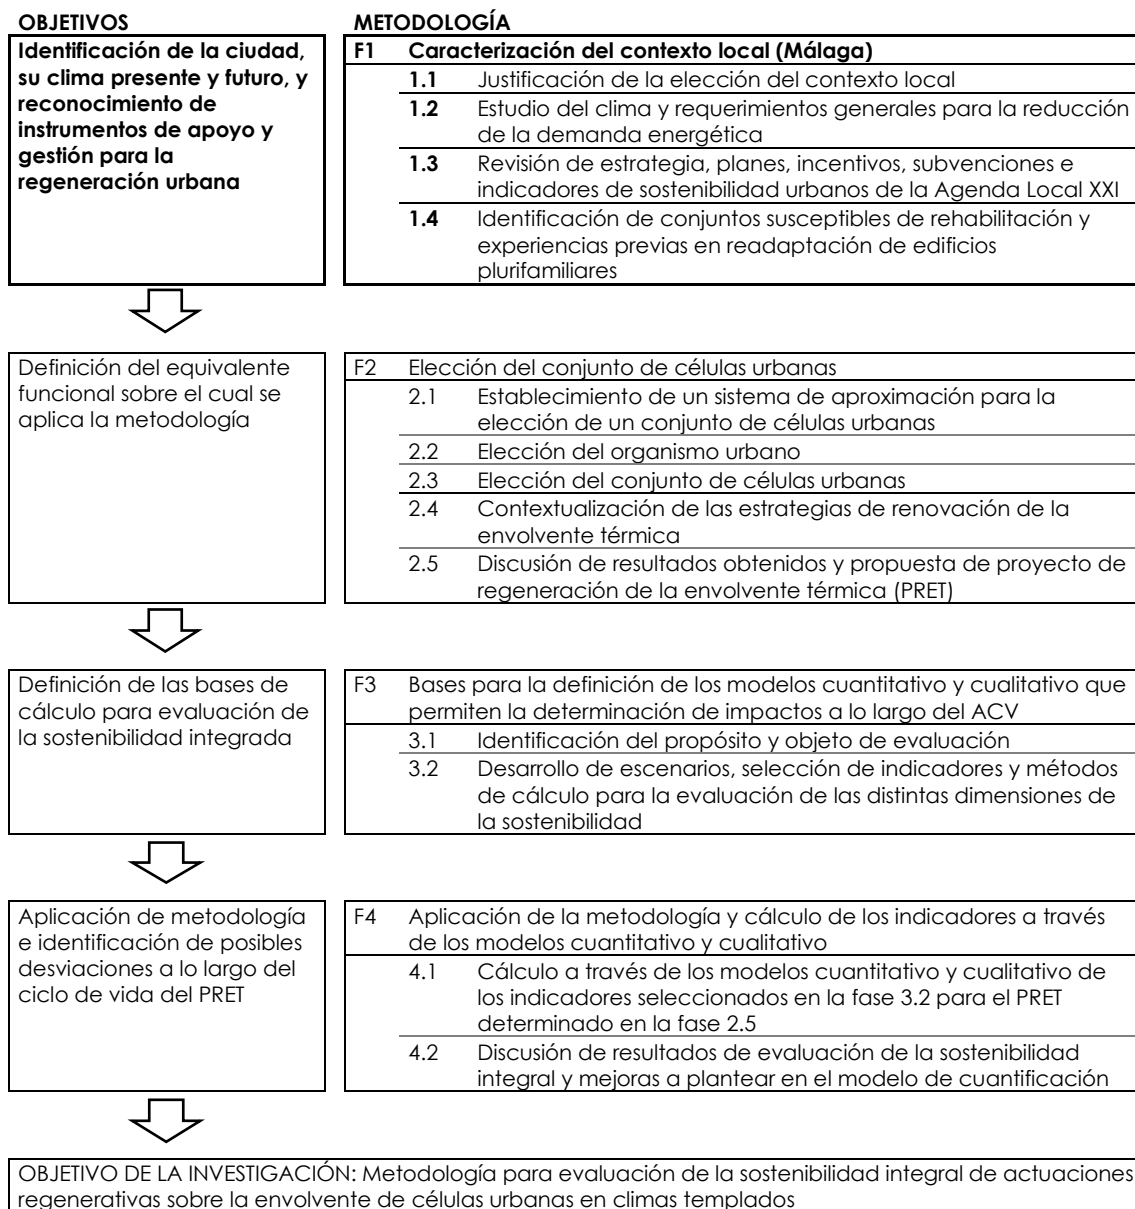 OBJETIVOS
METODOLOGÍA
Identificación de la ciudad,
su clima presente y futuro, y
reconocimiento de
instrumentos de apoyo y
gestión para la
regeneración urbana
F1 Caracterización del contexto local (Málaga)
1.1 Justificación de la elección del contexto local
1.2 Estudio del clima y requerimientos generales para la reducción
de la demanda energética
1.3 Revisión de estrategia, planes, incentivos, subvenciones e
indicadores de sostenibilidad urbanos de la Agenda Local XXI
1.4 Identificación de conjuntos susceptibles de rehabilitación y
experiencias previas en readaptación de edificios
plurifamiliares
Definición del equivalente
funcional sobre el cual se
aplica la metodología
F2 Elección del conjunto de células urbanas
2.1 Establecimiento de un sistema de aproximación para la
elección de un conjunto de células urbanas
2.2 Elección del organismo urbano
2.3 Elección del conjunto de células urbanas
2.4 Contextualización de las estrategias de renovación de la
envolvente térmica
2.5 Discusión de resultados obtenidos y propuesta de proyecto de
regeneración de la envolvente térmica (PRET)
Definición de las bases de
cálculo para evaluación de
la sostenibilidad integrada
F3 Bases para la definición de los modelos cuantitativo y cualitativo que
permiten la determinación de impactos a lo largo del ACV
3.1 Identificación del propósito y objeto de evaluación
3.2 Desarrollo de escenarios, selección de indicadores y métodos
de cálculo para la evaluación de las distintas dimensiones de
la sostenibilidad
Aplicación de metodología
e identificación de posibles
desviaciones a lo largo del
ciclo de vida del PRET
F4 Aplicación de la metodología y cálculo de los indicadores a través
de los modelos cuantitativo y cualitativo
4.1 Cálculo a través de los modelos cuantitativo y cualitativo de
los indicadores seleccionados en la fase 3.2 para el PRET
determinado en la fase 2.5
4.2 Discusión de resultados de evaluación de la sostenibilidad
integral y mejoras a plantear en el modelo de cuantificación
OBJETIVO DE LA INVESTIGACIÓN: Metodología para evaluación de la sostenibilidad integral de actuaciones
regenerativas sobre la envolvente de células urbanas en climas templados